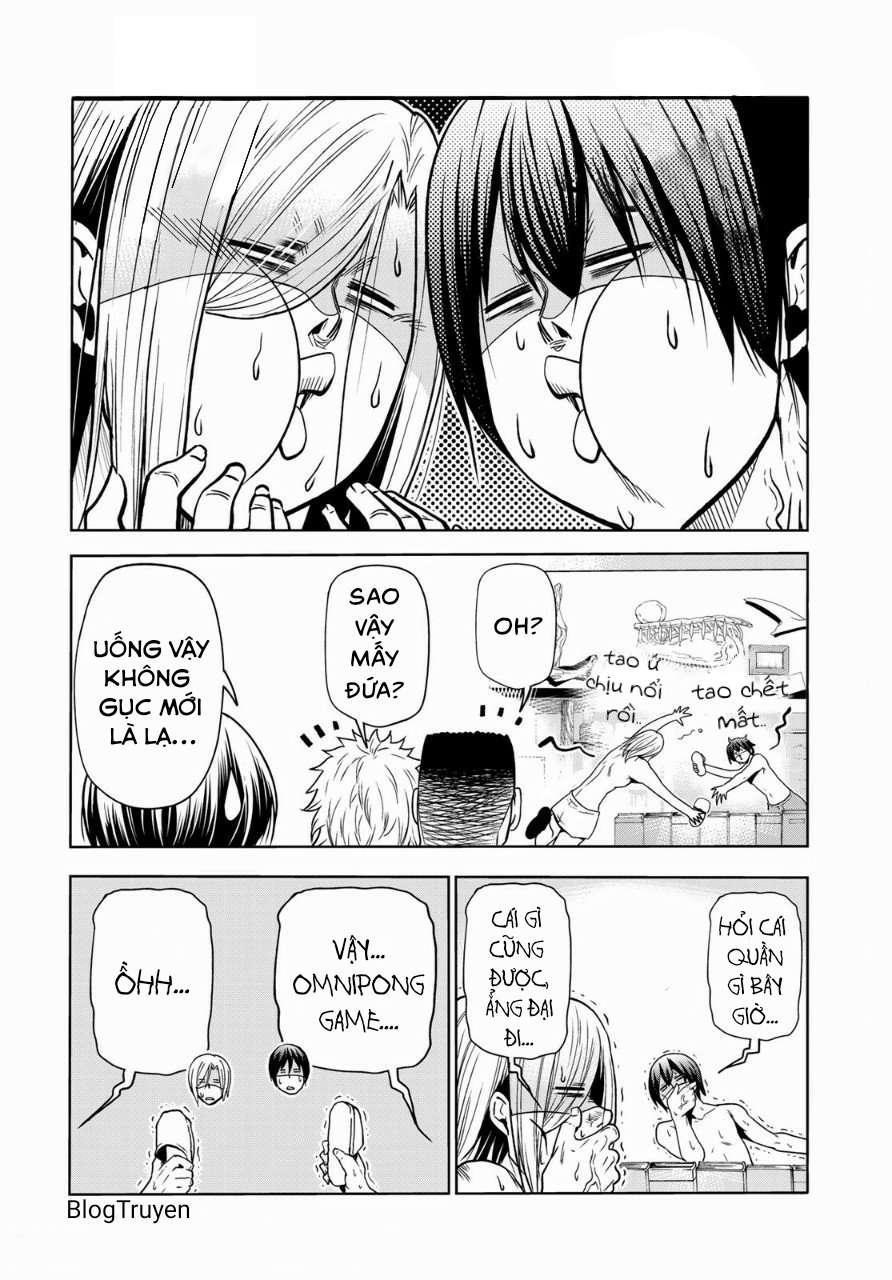 OH?
SAO
VẬY
MẤY
ĐỨA?
UỐNG VẬY
KHÔNG
GỤC MỚI
LÀ LẠ...
tao ứ
chịu nổi
rồi..
tao chết
mất..
HỎI CÁI
QUẦN
GÌ BÂY
GIỜ...
CÁI GÌ
CŨNG
ĐƯỢC,
ẲNG ĐẠI
ĐI...
VẬY...
OMNIPONG
GAME....
ỒHH...
BlogTruyen